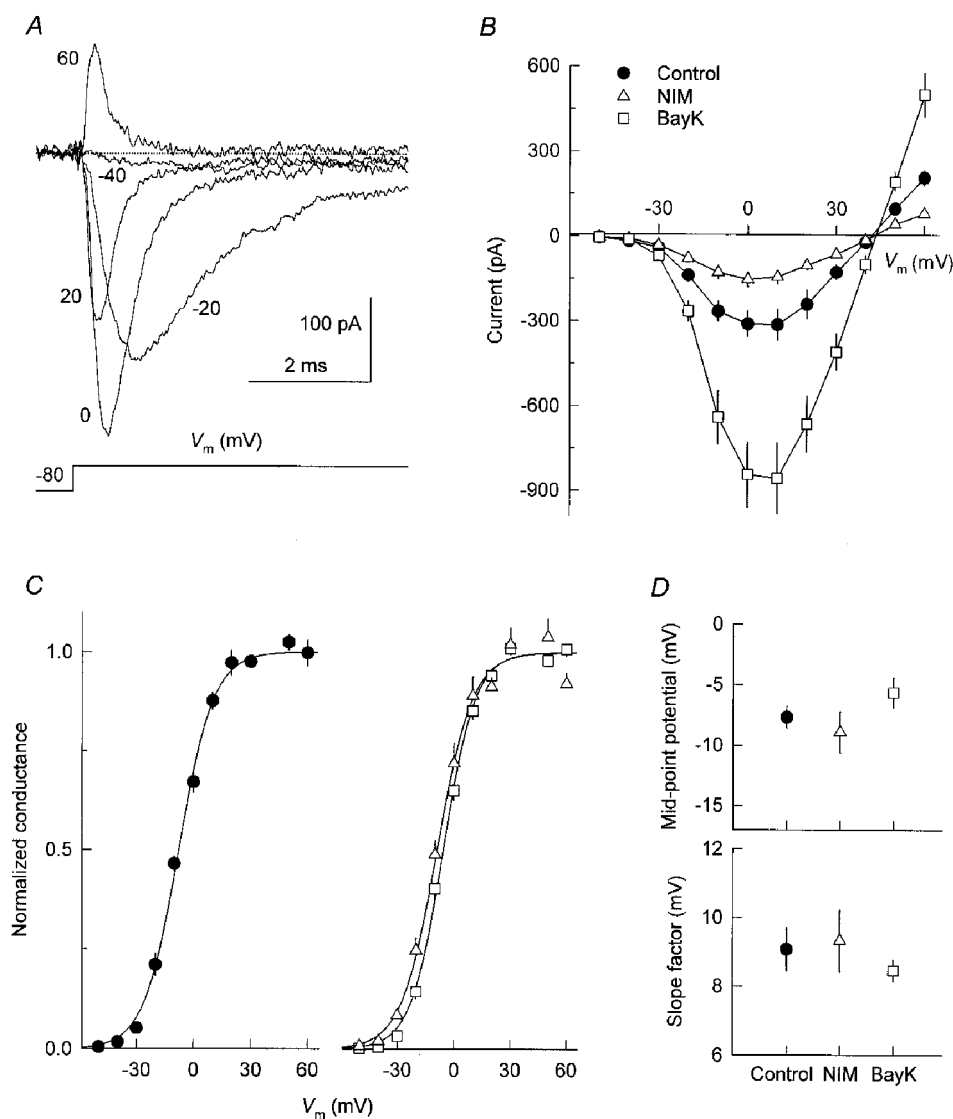 A
60
-40
20
-20
100 pA
2 ms
0
Vm (mV)
-80
B
600
Control
NIM
BayK
300
-30
0
30
0
Vm (mV)
Current (pA)
-300
-600
-900
C
1.0
Normalized conductance
0.5
0.0
-30
0
30
60
-30
0
30
60
Vm (mV)
D
0
-5
-10
-15
Mid-point potential (mV)
12
10
8
6
Slope factor (mV)
Control
NIM
BayK